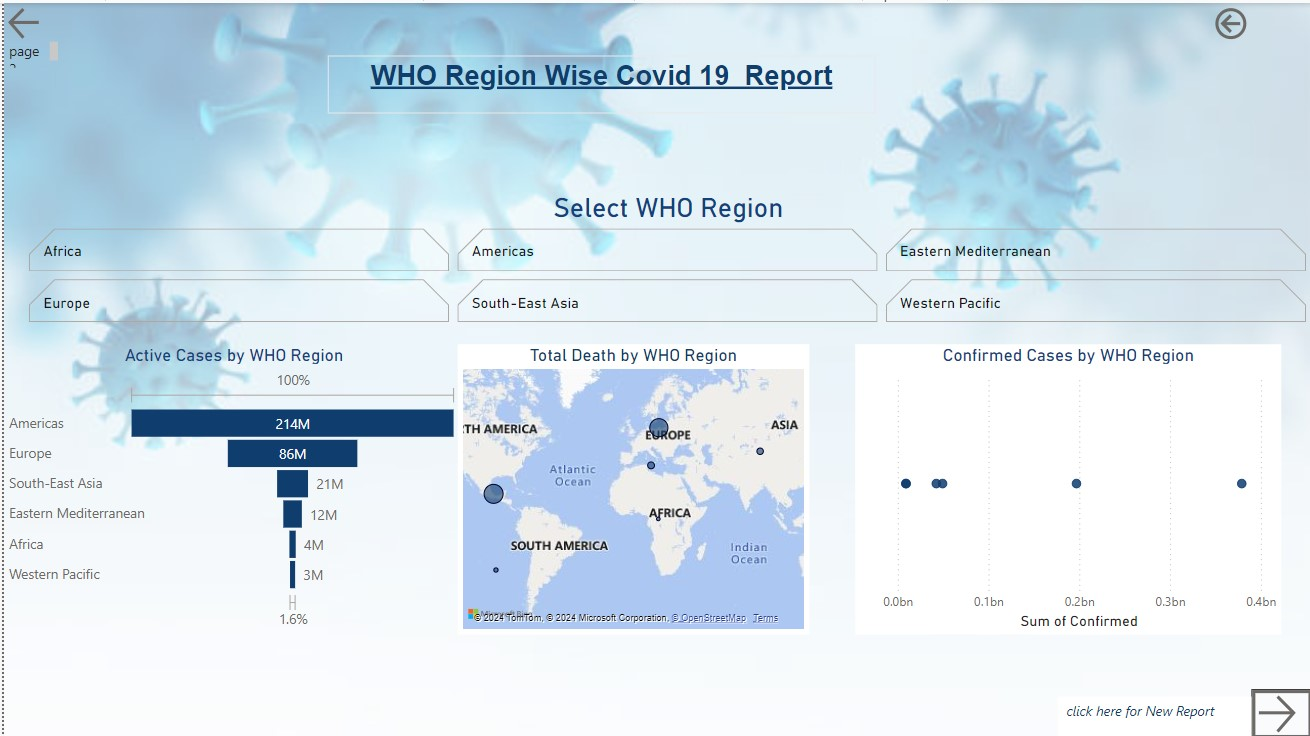 page
WHO Region Wise Covid 19 Report
Select WHO Region
Africa
Americas
Eastern Mediterranean
Europe
South-East Asia
Western Pacific
Active Cases by WHO Region
100%
Americas 214M
Europe 86M
South-East Asia 21M
Eastern Mediterranean 12M
Africa 4M
Western Pacific 3M
1.6%
Total Death by WHO Region
TH AMERICA
EUROPE
ASIA
Atlantic
Ocean
AFRICA
SOUTH AMERICA
Indian
Ocean
© 2024 TomTom, © 2024 Microsoft Corporation, © OpenStreetMap Terms
Confirmed Cases by WHO Region
0.0bn 0.1bn 0.2bn 0.3bn 0.4bn
Sum of Confirmed
click here for New Report